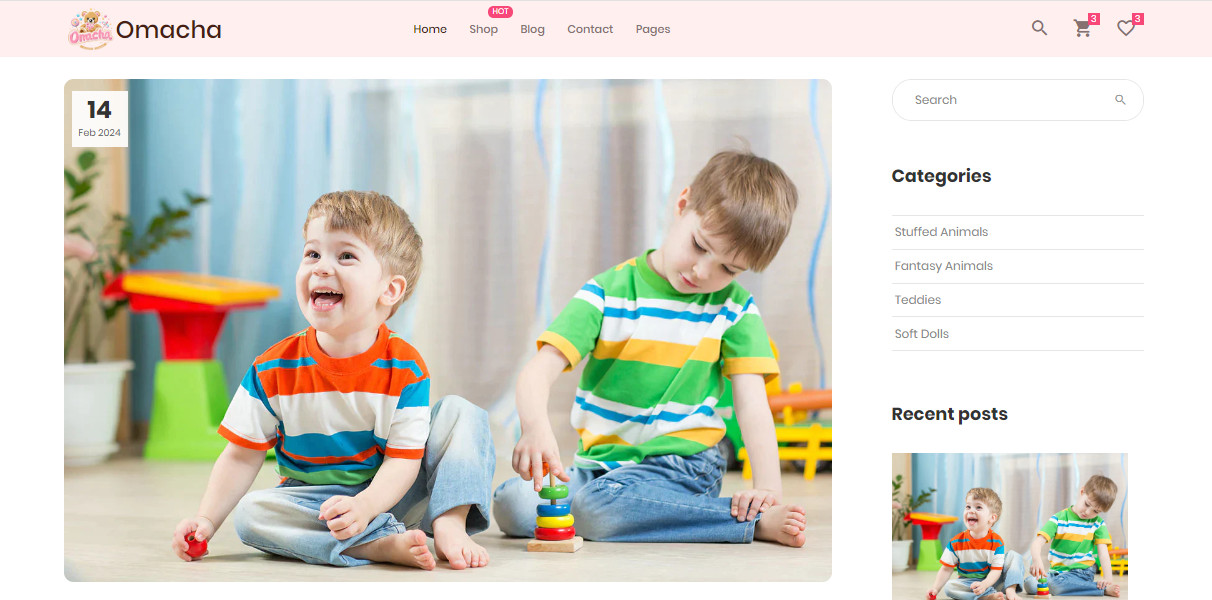 Omacha
Omacha
HOT
Home
Shop
Blog
Contact
Pages
3
3
14
Feb 2024
Search
Categories
Stuffed Animals
Fantasy Animals
Teddies
Soft Dolls
Recent posts